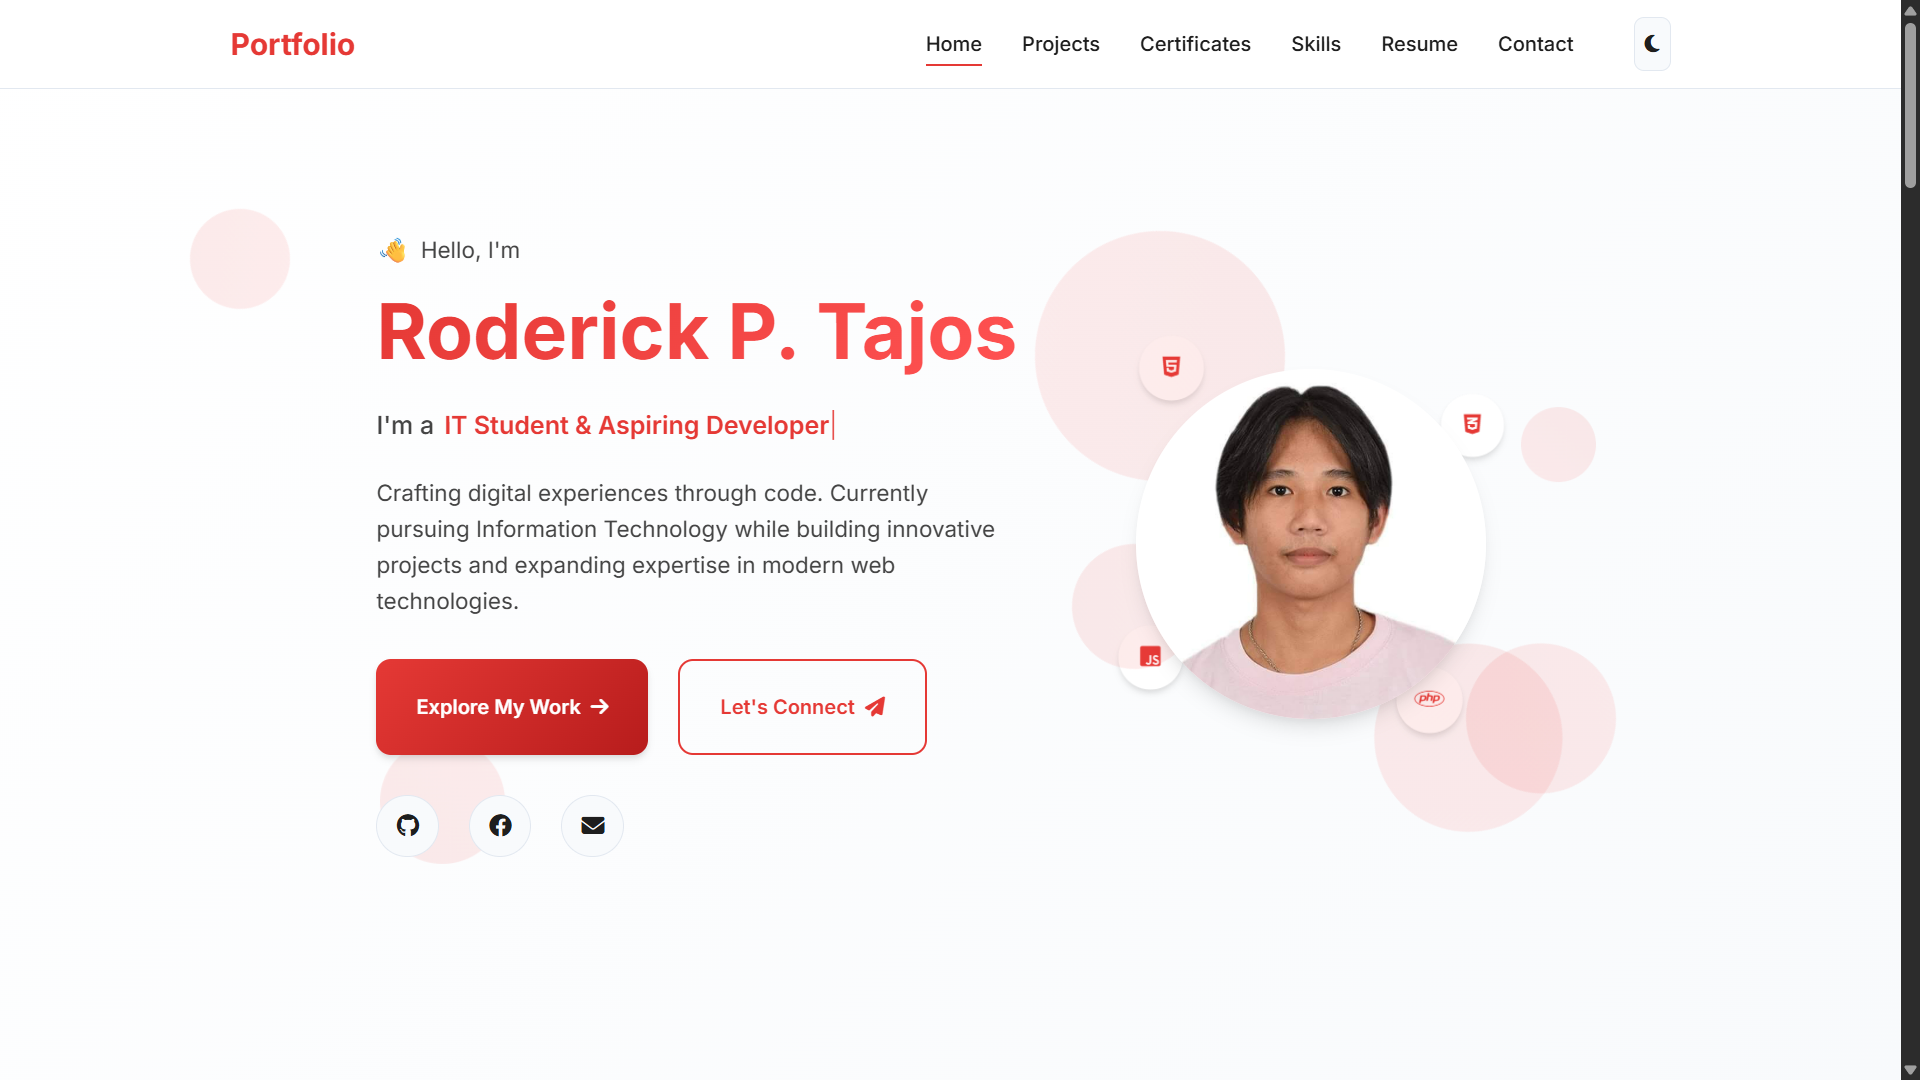 Portfolio
Home
Projects
Certificates
Skills
Resume
Contact
Hello, I'm
Roderick P. Tajos
I'm a IT Student & Aspiring Developer
Crafting digital experiences through code. Currently
pursuing Information Technology while building innovative
projects and expanding expertise in modern web
technologies.
Explore My Work
Let's Connect
5
3
JS
php